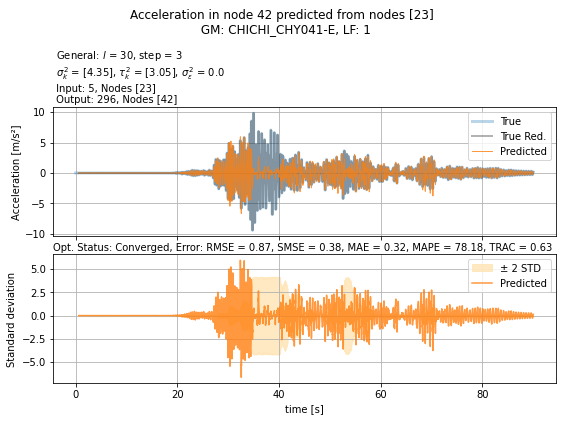 Acceleration in node 42 predicted from nodes [23]
GM: CHICHI_CHY041-E, LF: 1
General: l = 30, step = 3
σ²ₖ = [4.35], τ²ₖ = [3.05], σ²ε = 0.0
Input: 5, Nodes [23]
Output: 296, Nodes [42]
Acceleration [m/s²]
10
5
0
−5
−10
True
True Red.
Predicted
Opt. Status: Converged, Error: RMSE = 0.87, SMSE = 0.38, MAE = 0.32, MAPE = 78.18, TRAC = 0.63
Standard deviation
5.0
2.5
0.0
−2.5
−5.0
± 2 STD
Predicted
0 20 40 60 80
time [s]